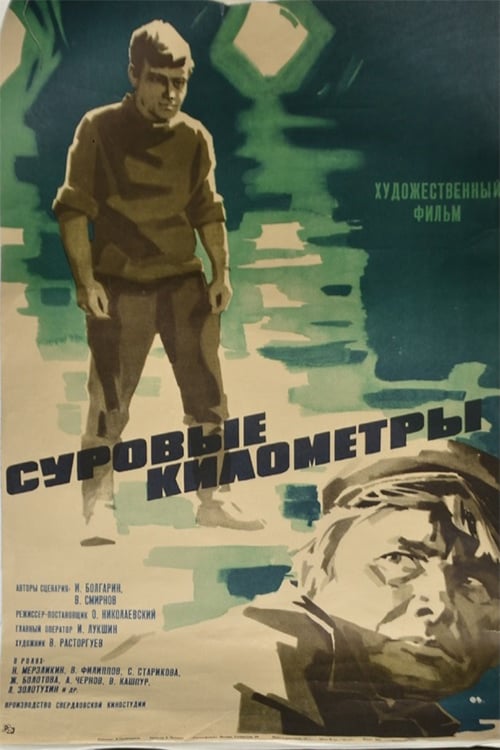 ХУДОЖЕСТВЕННЫЙ
ФИЛЬМ
СУРОВЫЕ
КИЛОМЕТРЫ
АВТОРЫ СЦЕНАРИЯ: И. БОЛГАРИН,
В. СМИРНОВ
РЕЖИССЕР-ПОСТАНОВЩИК О. НИКОЛАЕВСКИЙ
ГЛАВНЫЙ ОПЕРАТОР И. ЛУКШИН
ХУДОЖНИК В. РАСТОРГУЕВ
В РОЛЯХ:
Н. МЕРЗЛИКИН, В. ФИЛИППОВ, С. СТАРИКОВА,
Ж. БОЛОТОВА, А. ЧЕРНОВ, В. КАШПУР,
Л. ЗОЛОТУХИН и др.
ПРОИЗВОДСТВО СВЕРДЛОВСКОЙ КИНОСТУДИИ